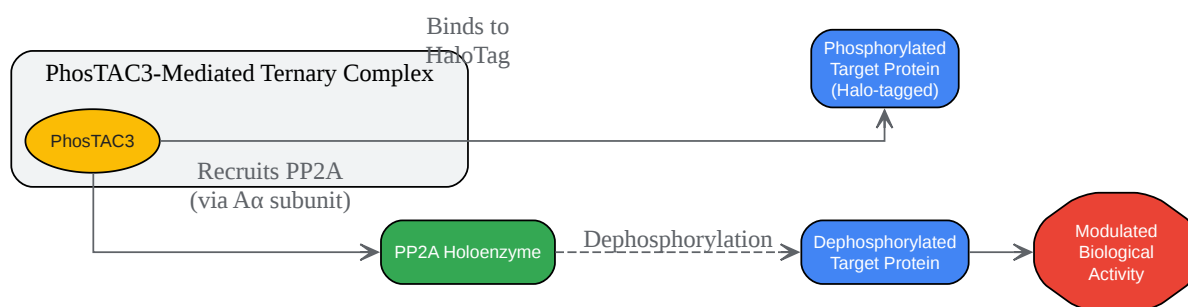 Binds to
HaloTag
PhosTAC3-Mediated Ternary Complex
Phosphorylated
Target Protein
(Halo-tagged)
PhosTAC3
Recruits PP2A
(via Aα subunit)
PP2A Holoenzyme
Dephosphorylation
Dephosphorylated
Target Protein
Modulated
Biological
Activity